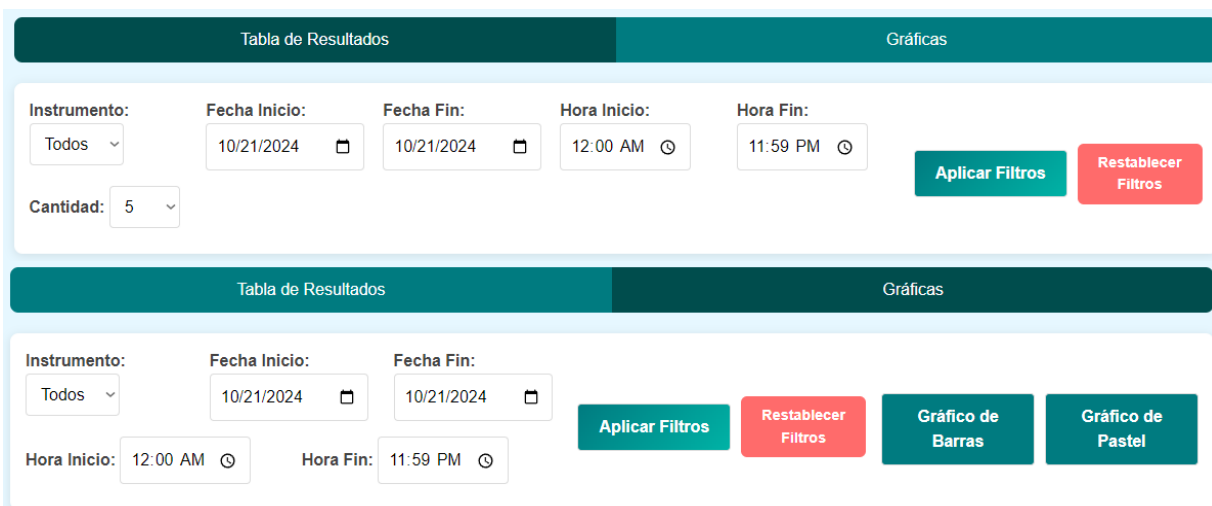 Tabla de Resultados Gráficas
Instrumento: Fecha Inicio: Fecha Fin: Hora Inicio: Hora Fin:
Todos 10/21/2024 10/21/2024 12:00 AM 11:59 PM
Aplicar Filtros
Restablecer
Filtros
Cantidad: 5
Tabla de Resultados Gráficas
Instrumento: Fecha Inicio: Fecha Fin:
Todos 10/21/2024 10/21/2024
Aplicar Filtros
Restablecer
Filtros
Gráfico de
Barras
Gráfico de
Pastel
Hora Inicio: 12:00 AM Hora Fin: 11:59 PM